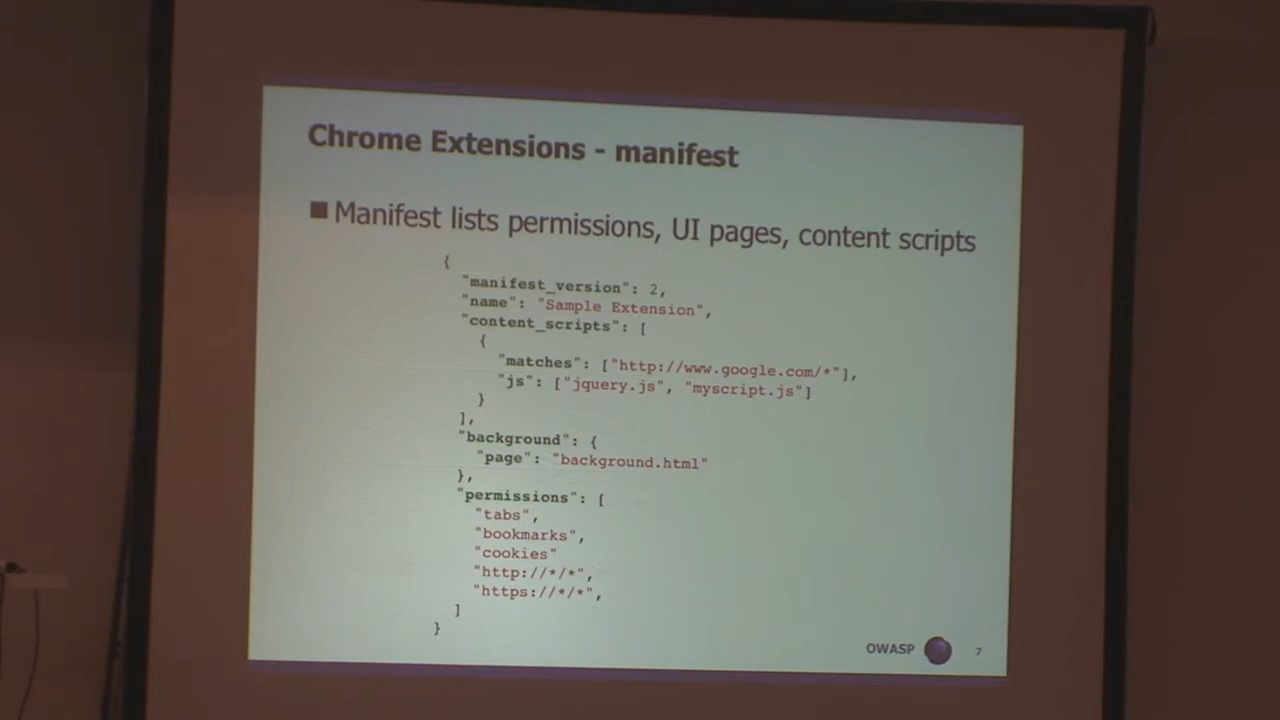 Chrome Extensions - manifest
Manifest lists permissions, UI pages, content scripts
{
"manifest_version": 2,
"name": "Sample Extension",
"content_scripts": [
{
"matches": ["http://www.google.com/*"],
"js": ["jquery.js", "myscript.js"]
}
],
"background": {
"page": "background.html"
},
"permissions": [
"tabs",
"bookmarks",
"cookies"
"http://*/*",
"https://*/*",
]
}
OWASP 7